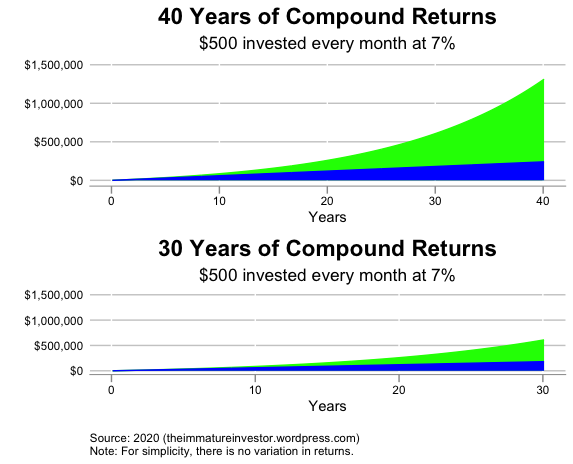 40 Years of Compound Returns
$500 invested every month at 7%
$1,500,000
$1,000,000
$500,000
$0
0 10 20 30 40
Years
30 Years of Compound Returns
$500 invested every month at 7%
$1,500,000
$1,000,000
$500,000
$0
0 10 20 30
Years
Source: 2020 (theimmatureinvestor.wordpress.com)
Note: For simplicity, there is no variation in returns.